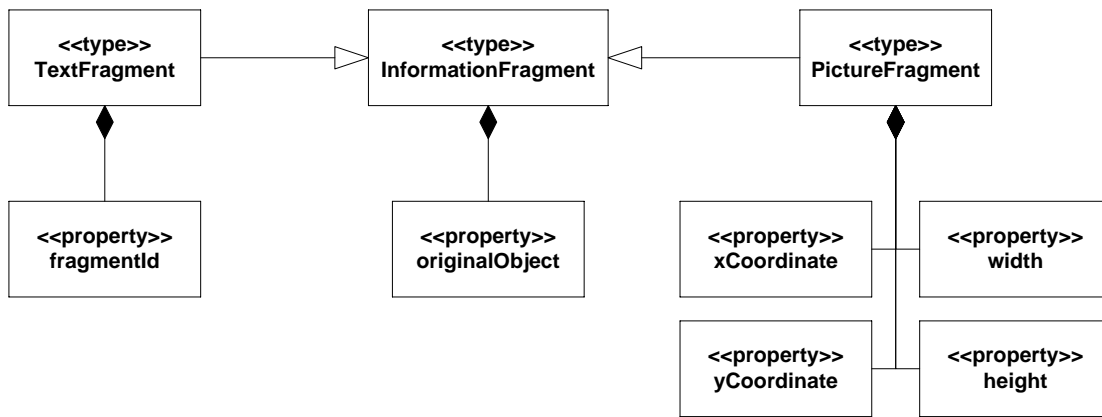 <<type>>
TextFragment
<<type>>
InformationFragment
<<type>>
PictureFragment
<<property>>
fragmentId
<<property>>
originalObject
<<property>>
xCoordinate
<<property>>
width
<<property>>
yCoordinate
<<property>>
height